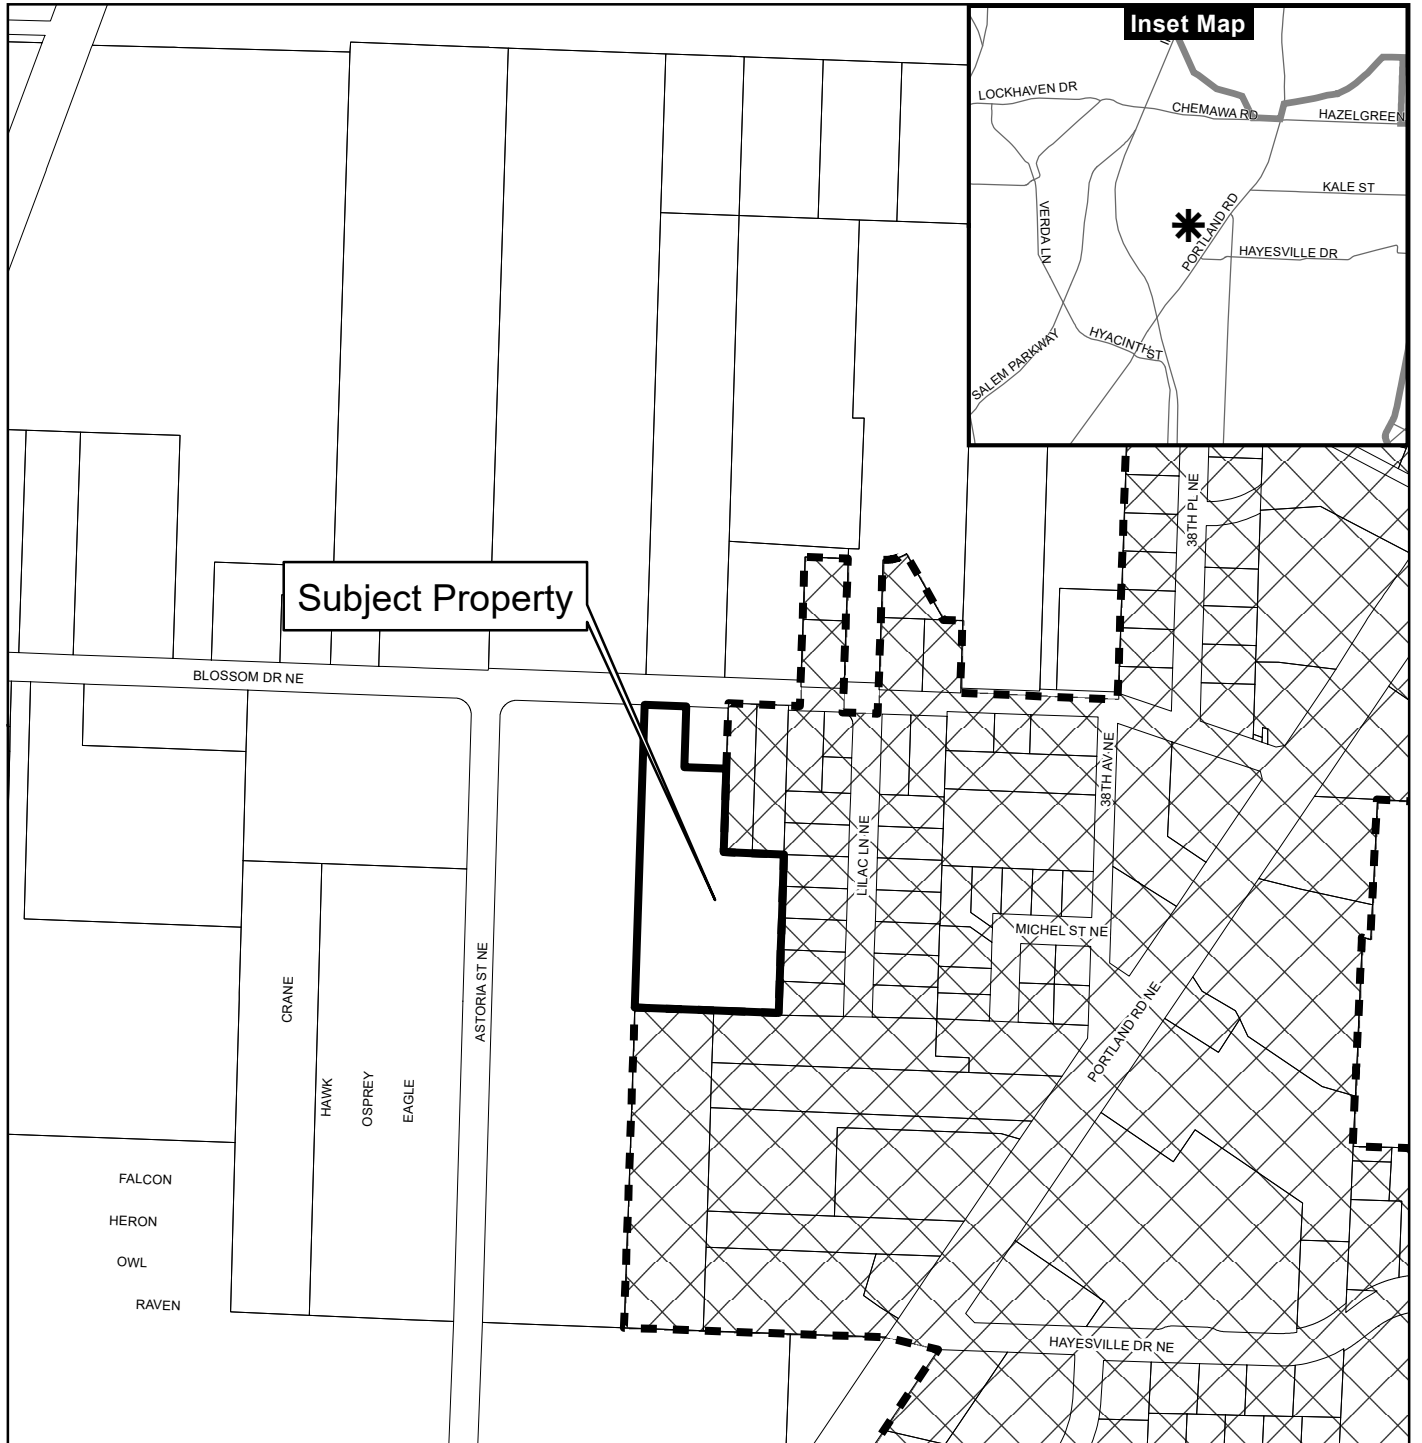 Inset Map
LOCKHAVEN DR
CHEMAWA RD
HAZELGREEN
KALE ST
VERDA LN
PORTLAND RD
HAYESVILLE DR
HYACINTH ST
SALEM PARKWAY
38TH PL NE
Subject Property
BLOSSOM DR NE
38TH AV NE
LILAC LN NE
MICHEL ST NE
ASTORIA ST NE
CRANE
HAWK
OSPREY
EAGLE
PORTLAND RD NE
FALCON
HERON
OWL
RAVEN
HAYESVILLE DR NE